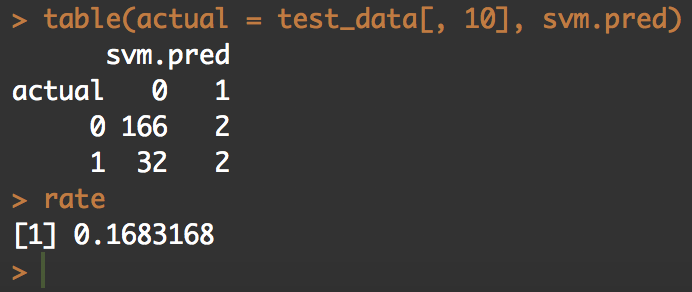 > table(actual = test_data[, 10], svm.pred)
svm.pred
actual 0 1
0 166 2
1 32 2
> rate
[1] 0.1683168
>